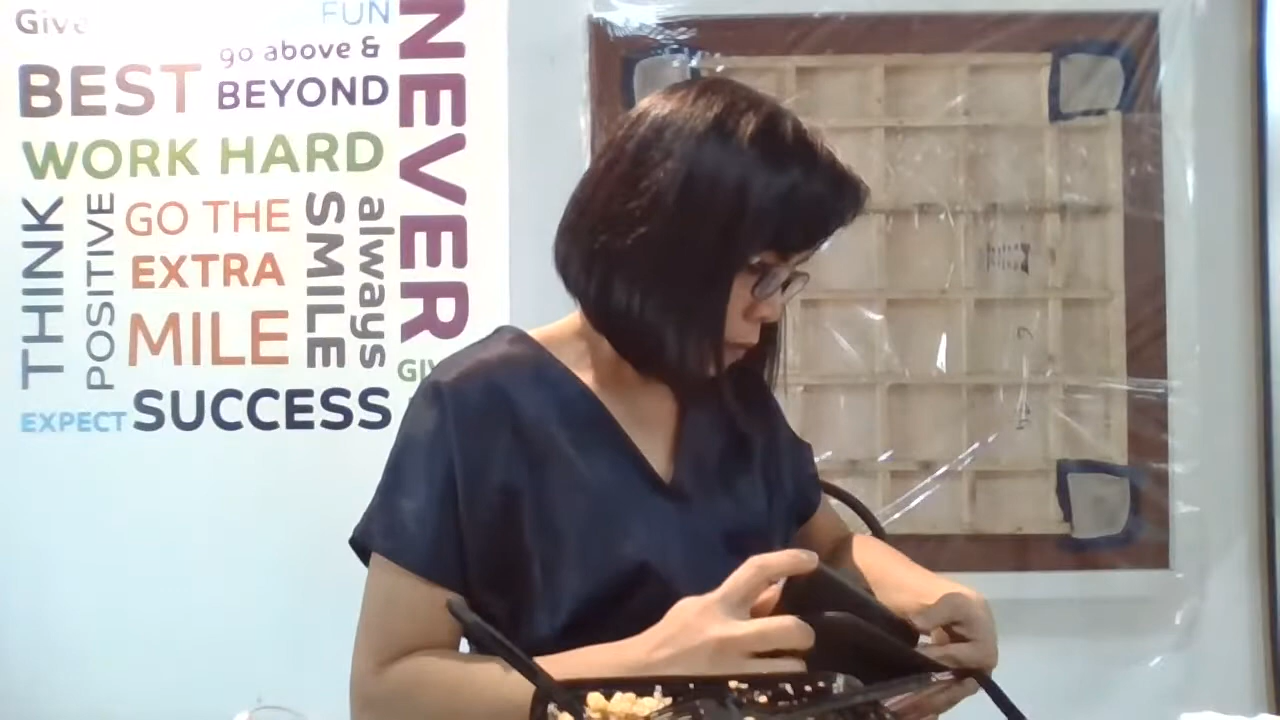 Give
FUN
go above &
BEST
BEYOND
NEVER
WORK HARD
THINK
POSITIVE
GO THE
EXTRA
MILE
SMILE
always
EXPECT SUCCESS